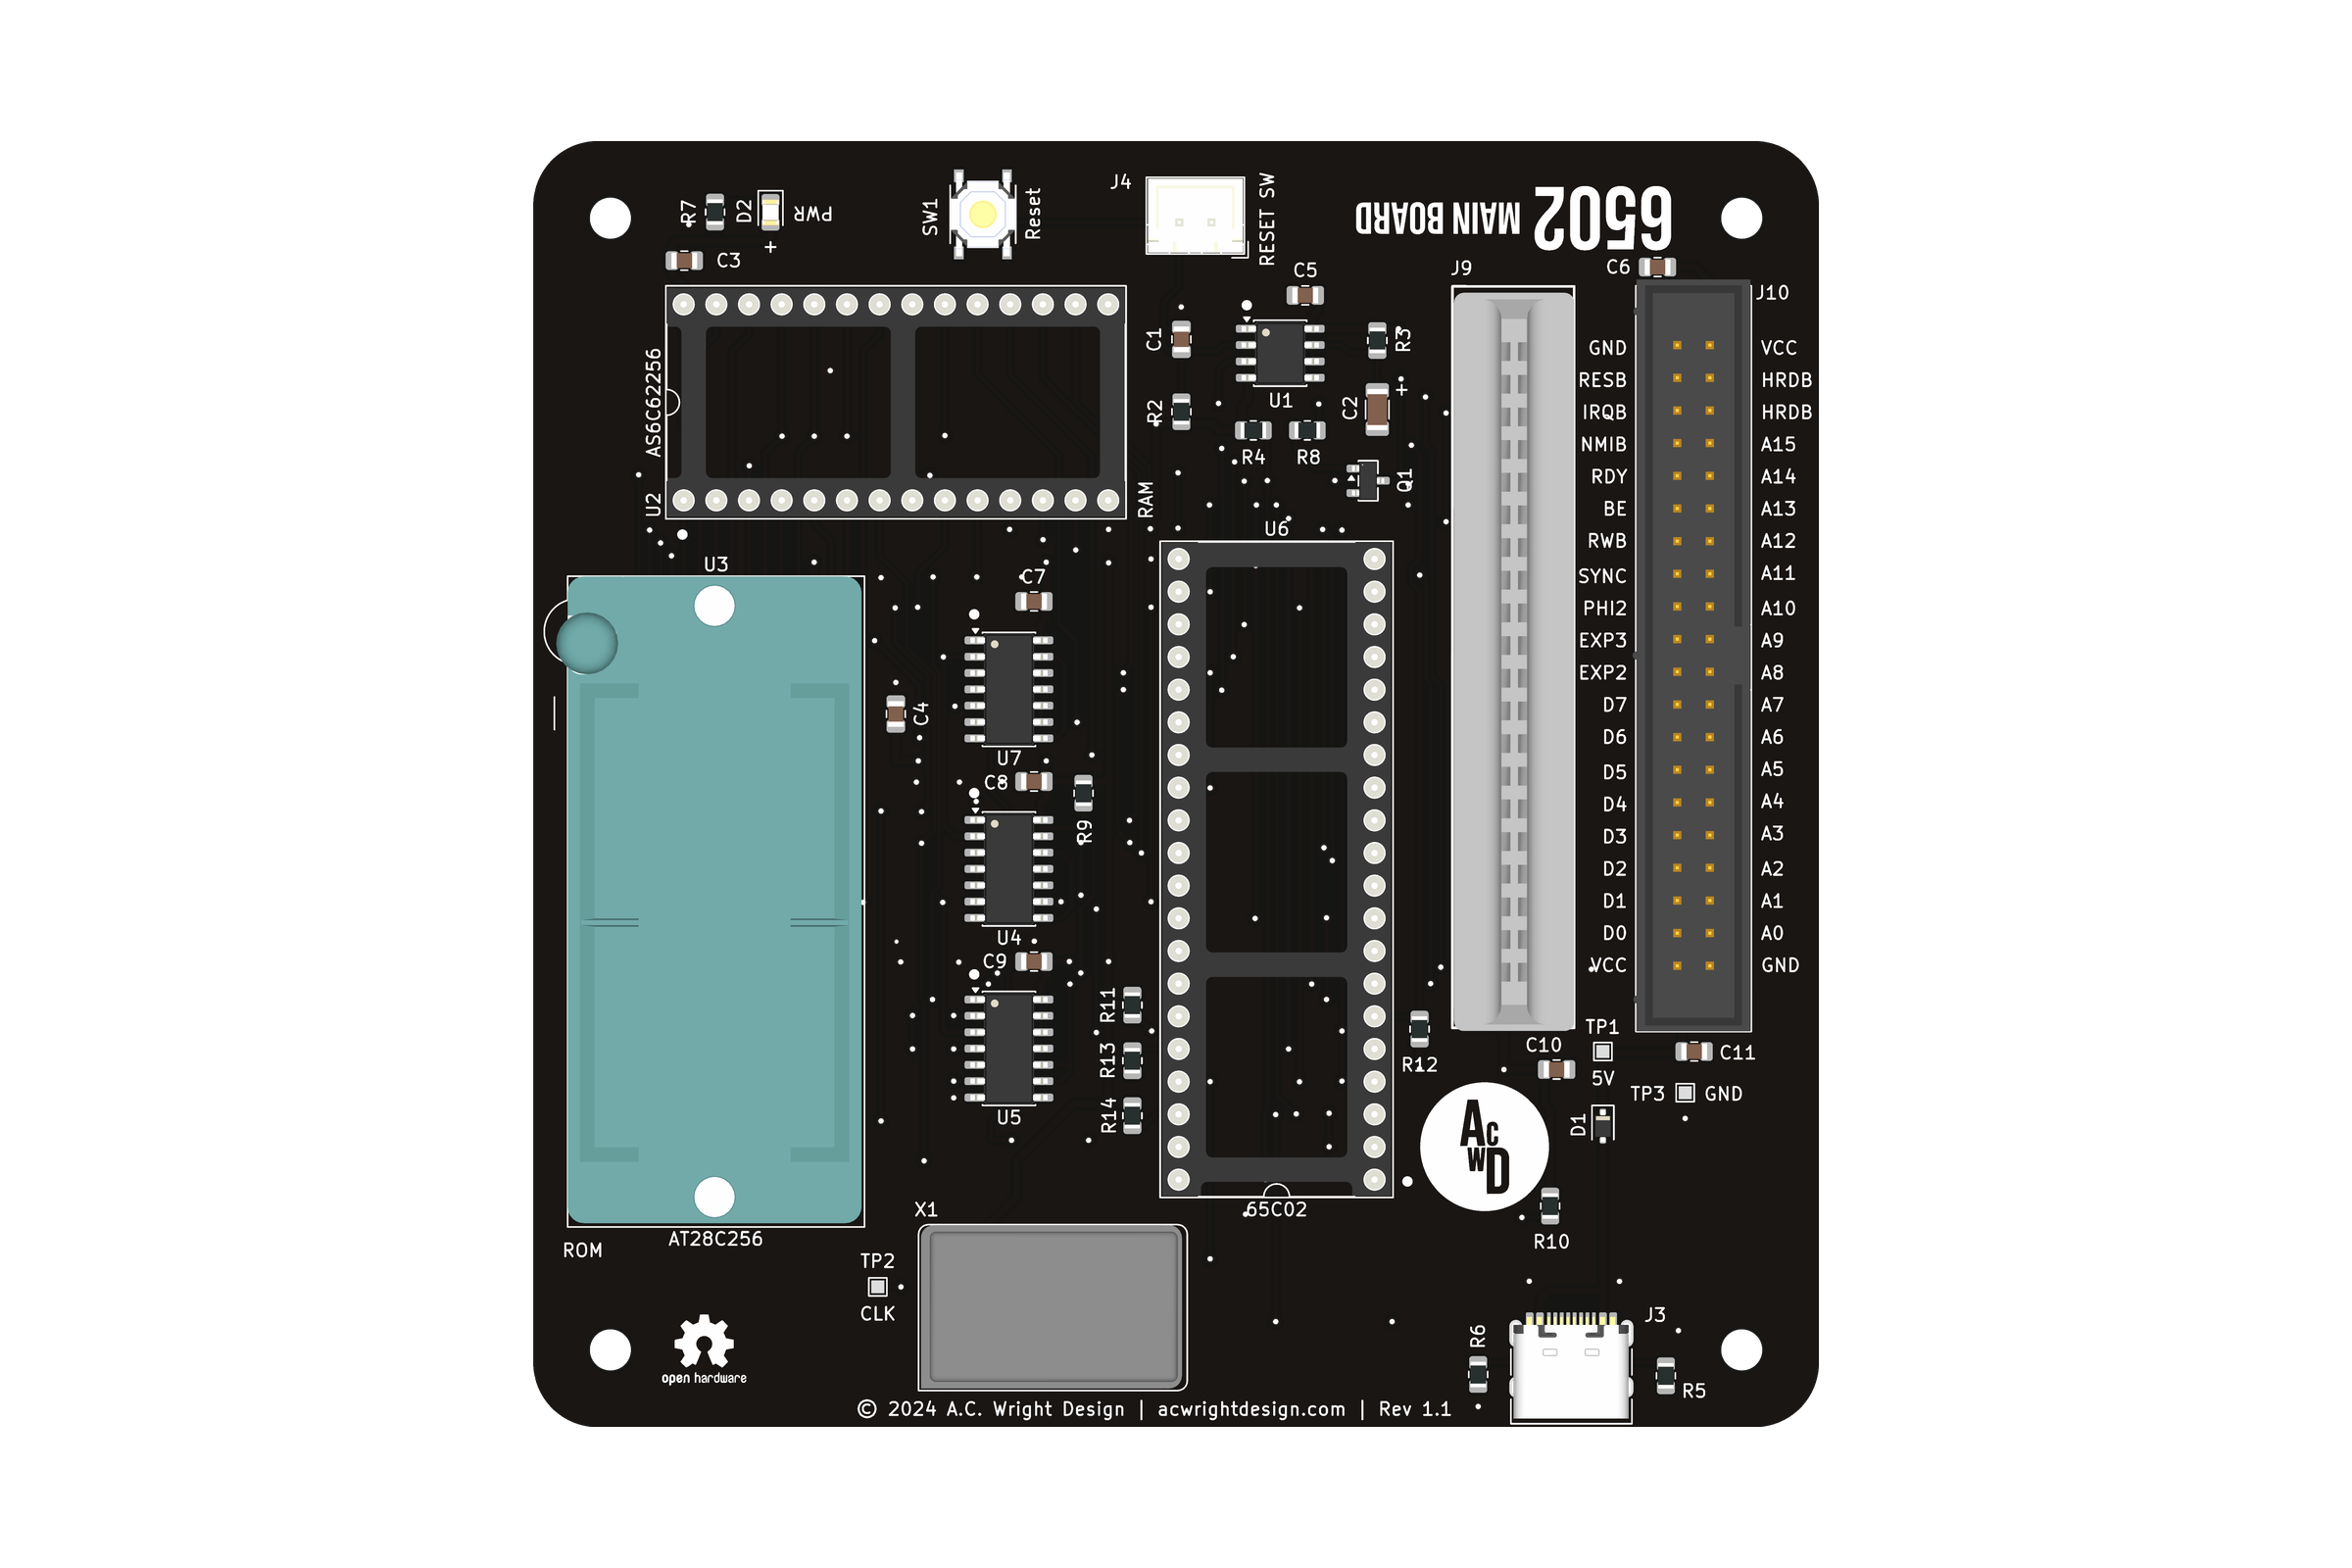 6502 MAIN BOARD
R7
D2
PWR
+
C3
SW1
Reset
J4
RESET SW
C5
C1
U1
R3
R2
C2
+
R4
R8
Q1
J9
C6
J10
AS6C62256
U2
RAM
U3
U6
C7
C4
U7
C8
R9
U4
C9
U5
R11
R13
R14
R12
GND VCC
RESB HRDB
IRQB HRDB
NMIB A15
RDY A14
BE A13
RWB A12
SYNC A11
PHI2 A10
EXP3 A9
EXP2 A8
D7 A7
D6 A6
D5 A5
D4 A4
D3 A3
D2 A2
D1 A1
D0 A0
VCC GND
TP1
5V
C10
C11
TP3 GND
D1
ACWD
R10
65C02
X1
AT28C256
ROM
TP2
CLK
J3
R6
R5
open hardware
© 2024 A.C. Wright Design | acwrightdesign.com | Rev 1.1